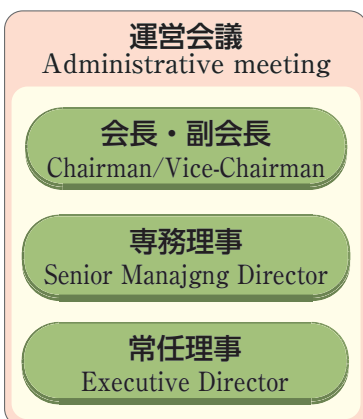 運営会議
Administrative meeting
会長・副会長
Chairman/Vice-Chairman
専務理事
Senior Manajgng Director
常任理事
Executive Director